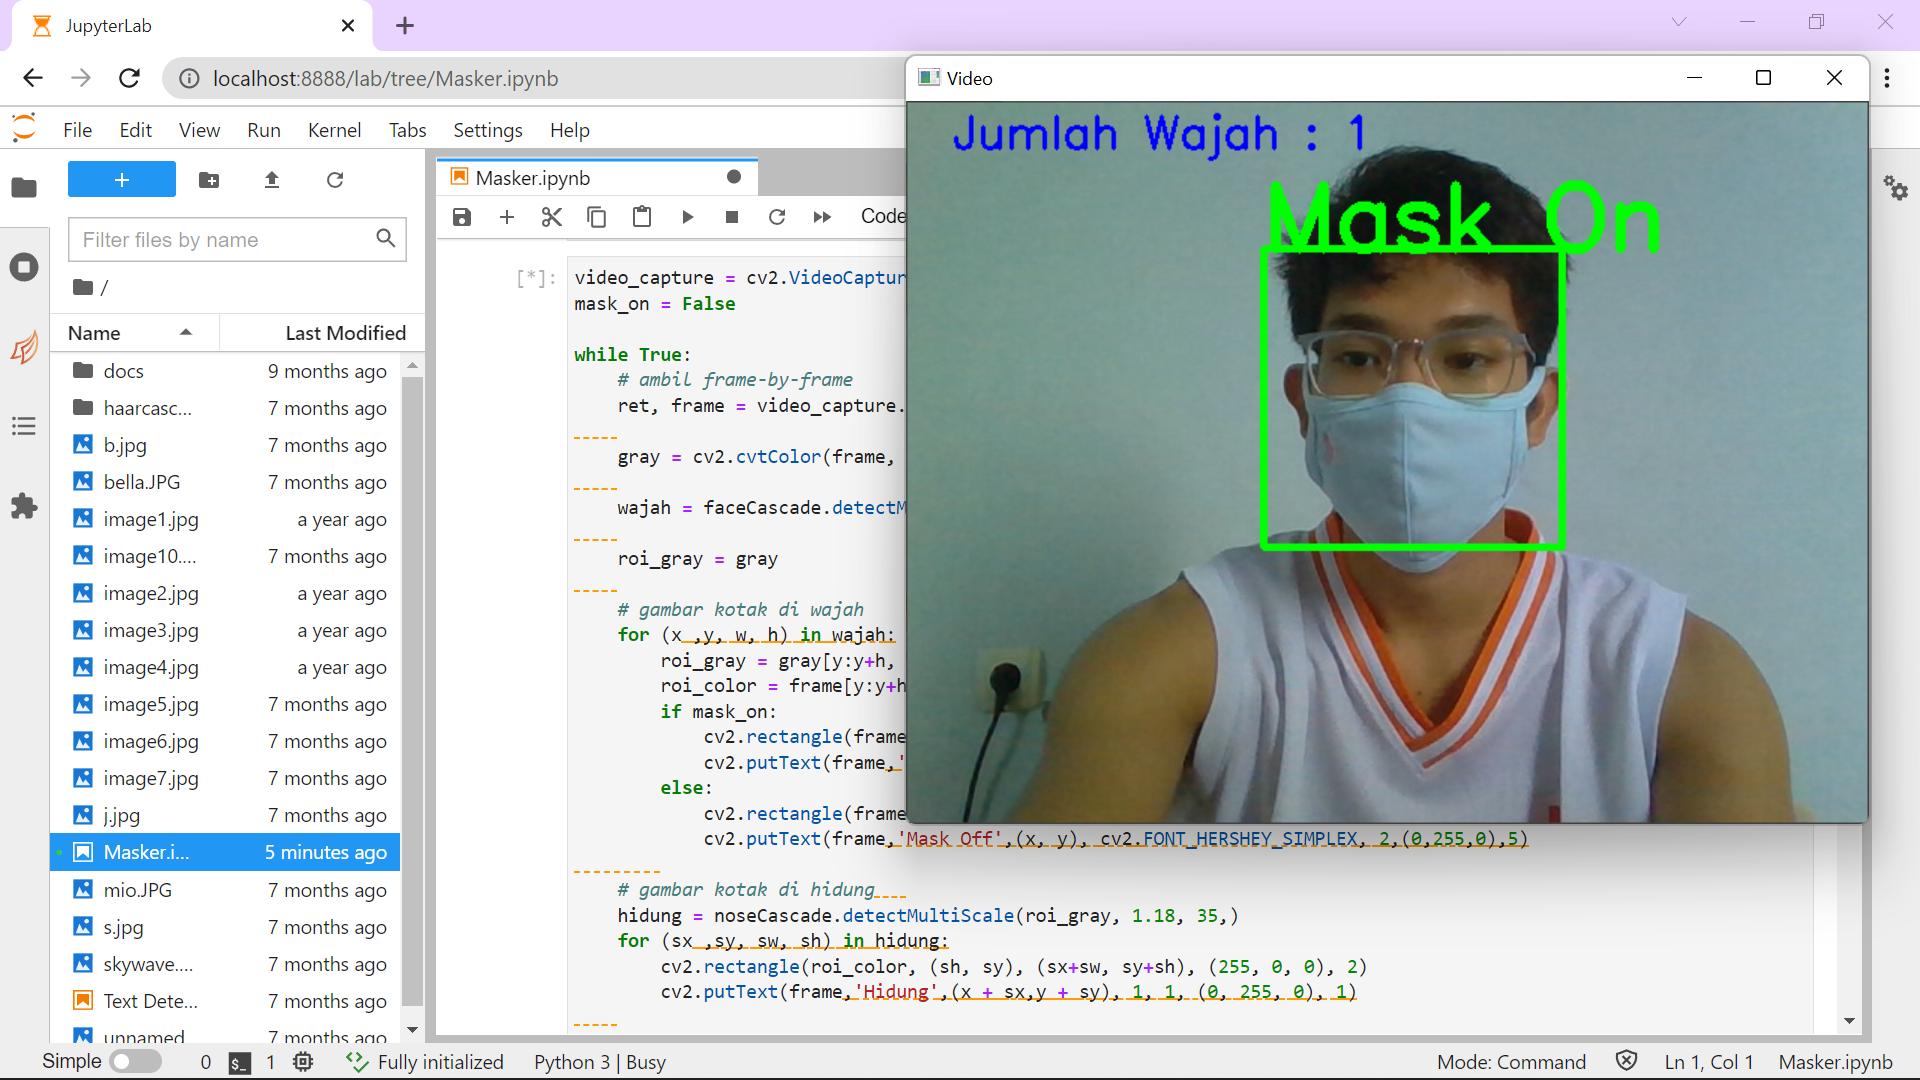 JupyterLab
localhost:8888/lab/tree/Masker.ipynb
File Edit View Run Kernel Tabs Settings Help
Filter files by name
/
Name Last Modified
docs 9 months ago
haarcasc... 7 months ago
b.jpg 7 months ago
bella.JPG 7 months ago
image1.jpg a year ago
image10.... 7 months ago
image2.jpg a year ago
image3.jpg a year ago
image4.jpg a year ago
image5.jpg 7 months ago
image6.jpg 7 months ago
image7.jpg 7 months ago
j.jpg 7 months ago
Masker.i... 5 minutes ago
mio.JPG 7 months ago
s.jpg 7 months ago
skywave.... 7 months ago
Text Dete... 7 months ago
unnamed 7 months ago
Masker.ipynb
Code
[*]:
video_capture = cv2.VideoCaptur
mask_on = False
while True:
# ambil frame-by-frame
ret, frame = video_capture.
gray = cv2.cvtColor(frame,
wajah = faceCascade.detectM
roi_gray = gray
# gambar kotak di wajah
for (x ,y, w, h) in wajah:
roi_gray = gray[y:y+h,
roi_color = frame[y:y+h
if mask_on:
cv2.rectangle(frame
cv2.putText(frame,'
else:
cv2.rectangle(frame
cv2.putText(frame,'Mask Off',(x, y), cv2.FONT_HERSHEY_SIMPLEX, 2,(0,255,0),5)
# gambar kotak di hidung
hidung = noseCascade.detectMultiScale(roi_gray, 1.18, 35,)
for (sx ,sy, sw, sh) in hidung:
cv2.rectangle(roi_color, (sh, sy), (sx+sw, sy+sh), (255, 0, 0), 2)
cv2.putText(frame,'Hidung',(x + sx,y + sy), 1, 1, (0, 255, 0), 1)
Video
Jumlah Wajah : 1
Mask On
Simple 0 $_ 1 Fully initialized Python 3 | Busy Mode: Command Ln 1, Col 1 Masker.ipynb